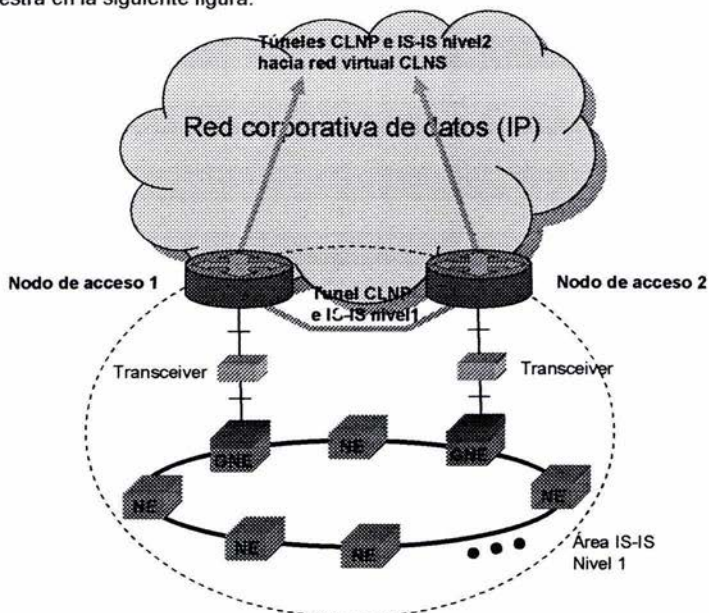 estra en la siguiente figura:
Túneles CLNP e IS-IS nivel2
hacia red virtual CLNS
Red corporativa de datos (IP)
Nodo de acceso 1
Nodo de acceso 2
Tunel CLNP
e IS-IS nivel1
Transceiver
Transceiver
GNE
NE
GNE
NE
NE
NE
NE
Área IS-IS
Nivel 1